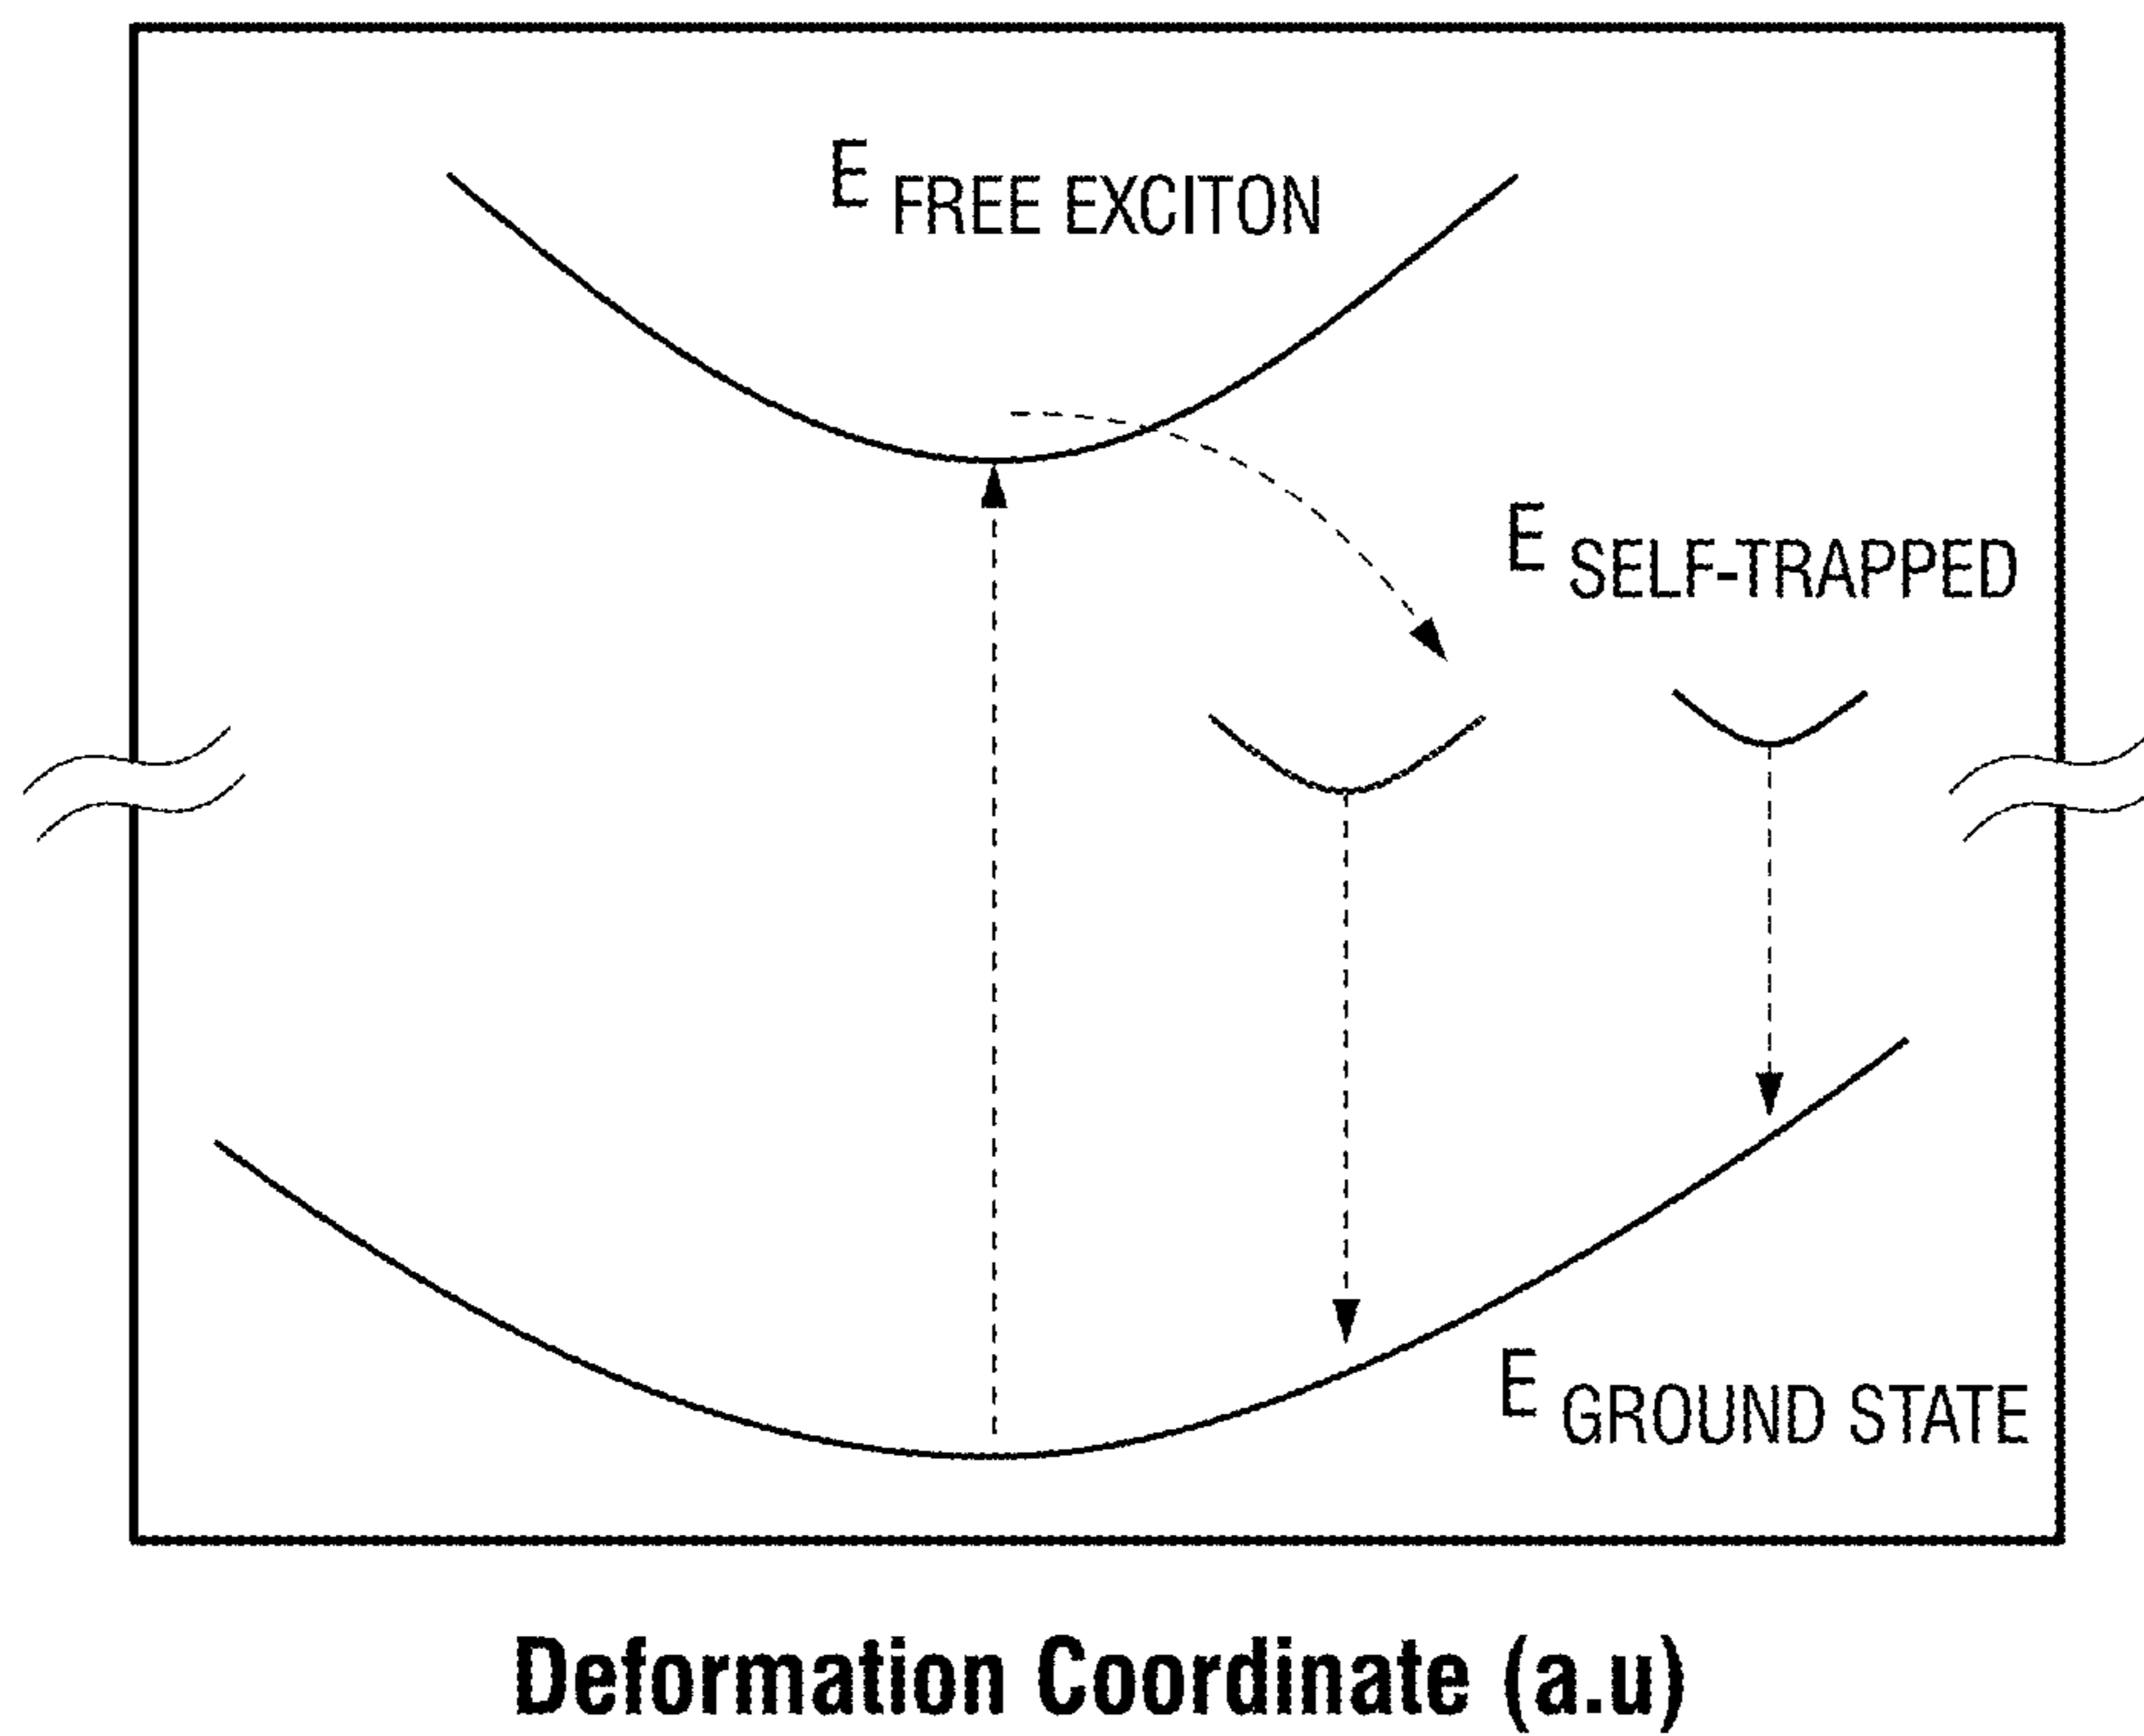 E FREE EXCITON
E SELF-TRAPPED
E GROUND STATE
Deformation Coordinate (a.u)